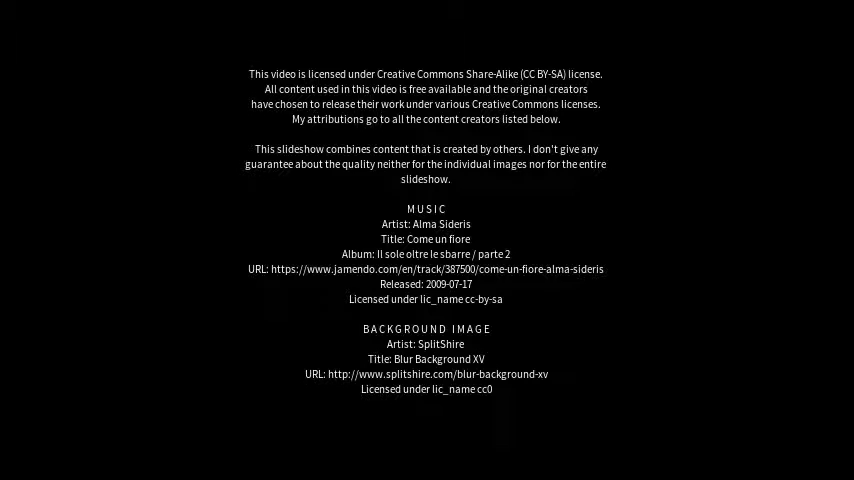 This video is licensed under Creative Commons Share-Alike (CC BY-SA) license.
All content used in this video is free available and the original creators
have chosen to release their work under various Creative Commons licenses.
My attributions go to all the content creators listed below.
This slideshow combines content that is created by others. I don't give any
guarantee about the quality neither for the individual images nor for the entire
slideshow.
MUSIC
Artist: Alma Sideris
Title: Come un fiore
Album: Il sole oltre le sbarre / parte 2
URL: https://www.jamendo.com/en/track/387500/come-un-fiore-alma-sideris
Released: 2009-07-17
Licensed under lic_name cc-by-sa
BACKGROUND IMAGE
Artist: SplitShire
Title: Blur Background XV
URL: http://www.splitshire.com/blur-background-xv
Licensed under lic_name cc0